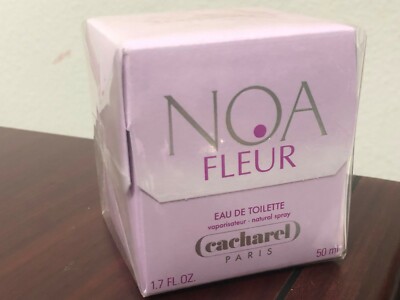 NOA
FLEUR
EAU DE TOILETTE
vaporisateur - natural spray
cacharel
PARIS
1.7 FL.OZ. 50 ml